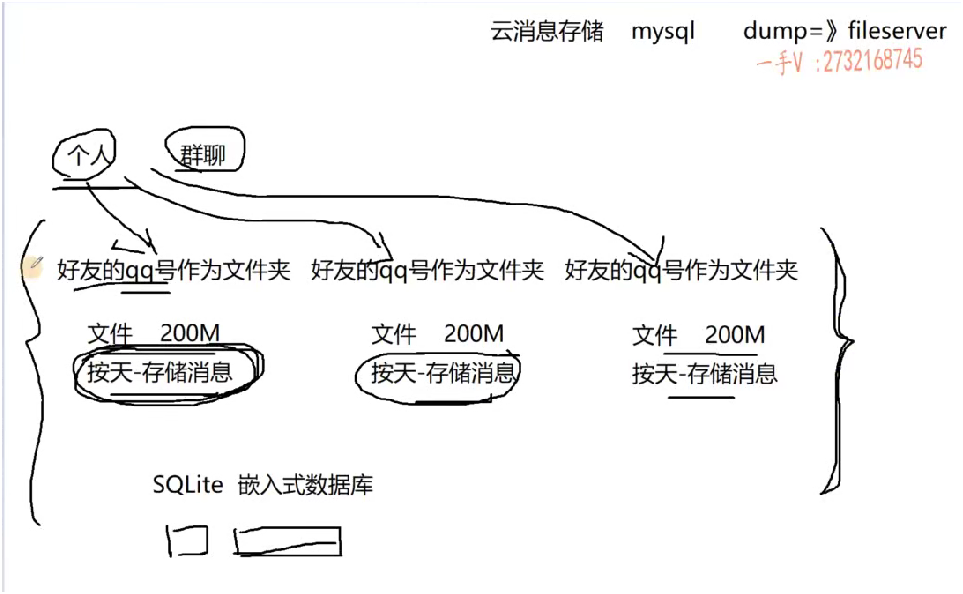 云消息存储 mysql dump=》fileserver
一手V :2732168745
个人 群聊
好友的qq号作为文件夹 好友的qq号作为文件夹 好友的qq号作为文件夹
文件 200M 文件 200M 文件 200M
按天-存储消息 按天-存储消息 按天-存储消息
SQLite 嵌入式数据库